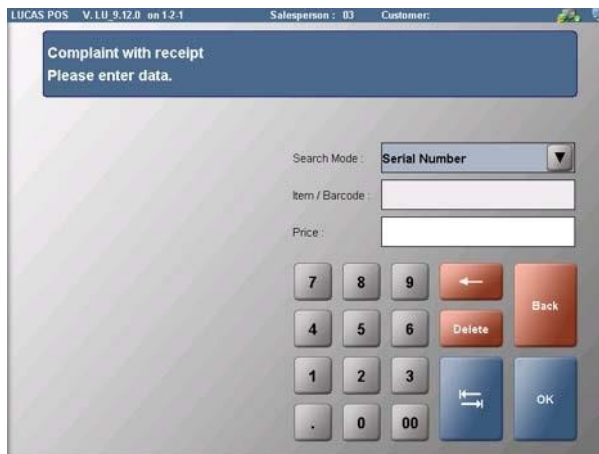 LUCAS POS V. LU_9.12.0 on 1-2-1 Salesperson : 03 Customer:
Complaint with receipt
Please enter data.
Search Mode : Serial Number
Item / Barcode :
Price :
7 8 9
Back
4 5 6 Delete
1 2 3
OK
. 0 00